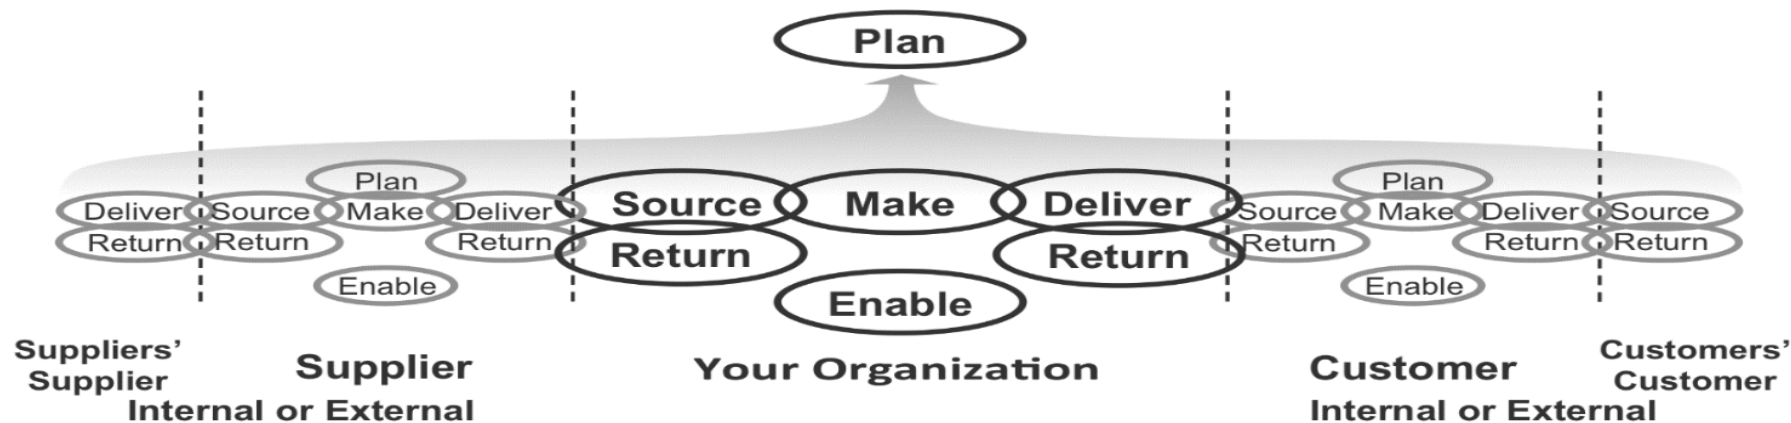 Plan
Plan
Plan
Deliver Source Make Deliver Source Make Deliver Source Make Deliver Source
Return Return Return Return Return Return Return Return
Enable Enable Enable
Suppliers’ Supplier Your Organization Customer Customers’
Supplier Customer
Internal or External Internal or External